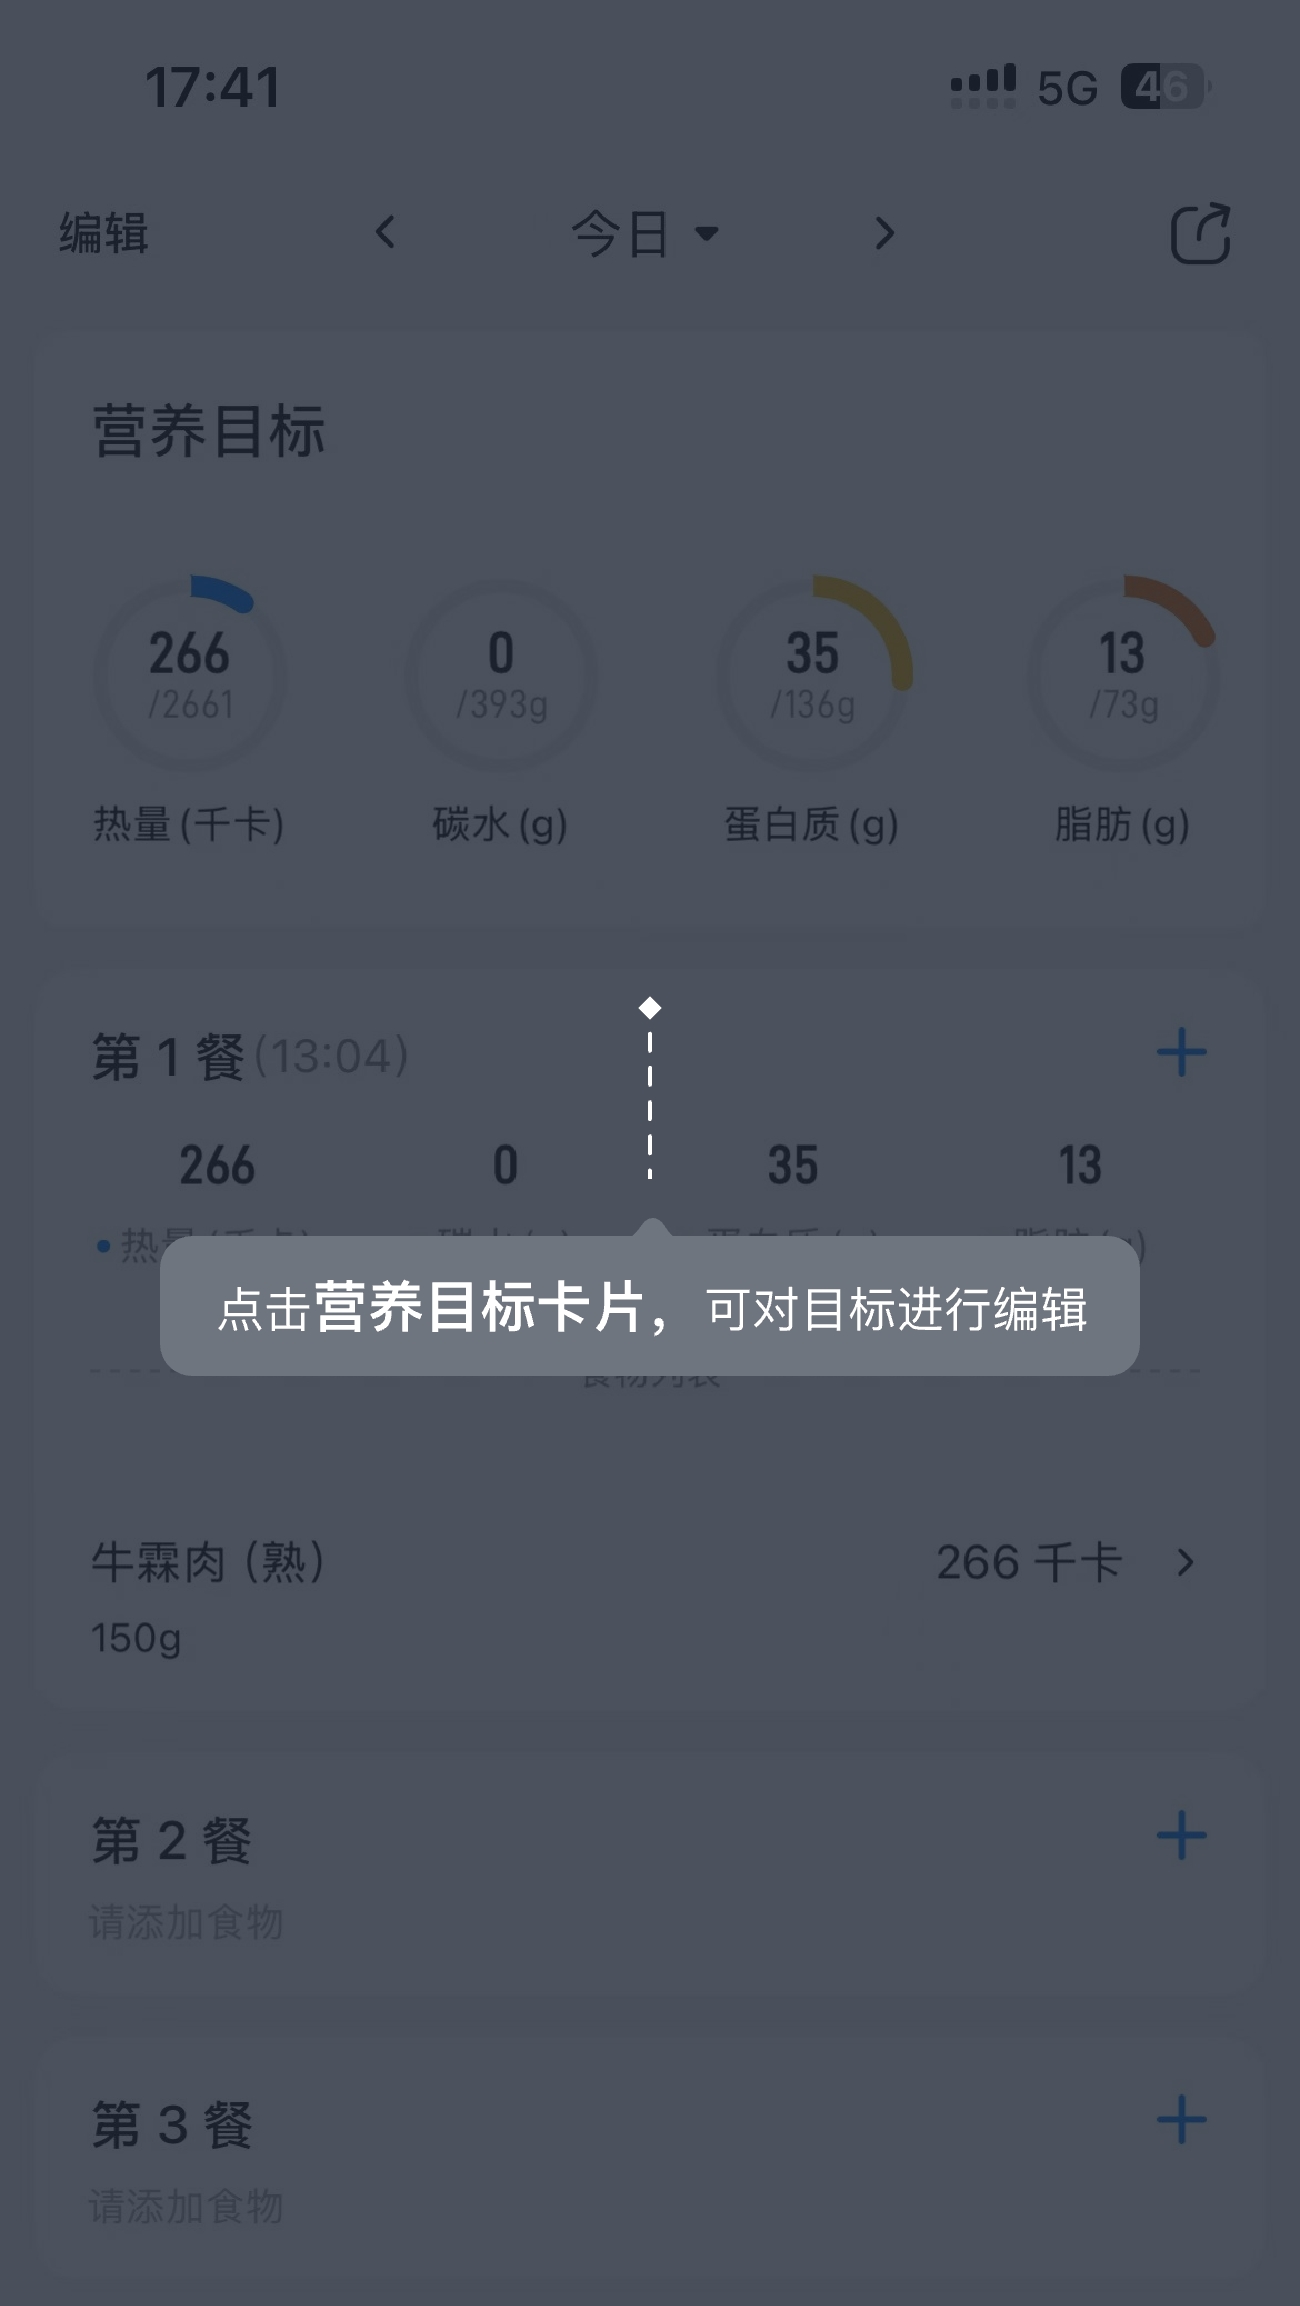 17:41 5G 46
编辑 今日
营养目标
266 0 35 13
/2661 /393g /136g /73g
热量(千卡) 碳水(g) 蛋白质(g) 脂肪(g)
第 1 餐(13:04)
266 0 35 13
点击营养目标卡片，可对目标进行编辑
食物列表
牛霖肉（熟） 266 千卡
150g
第 2 餐
请添加食物
第 3 餐
请添加食物